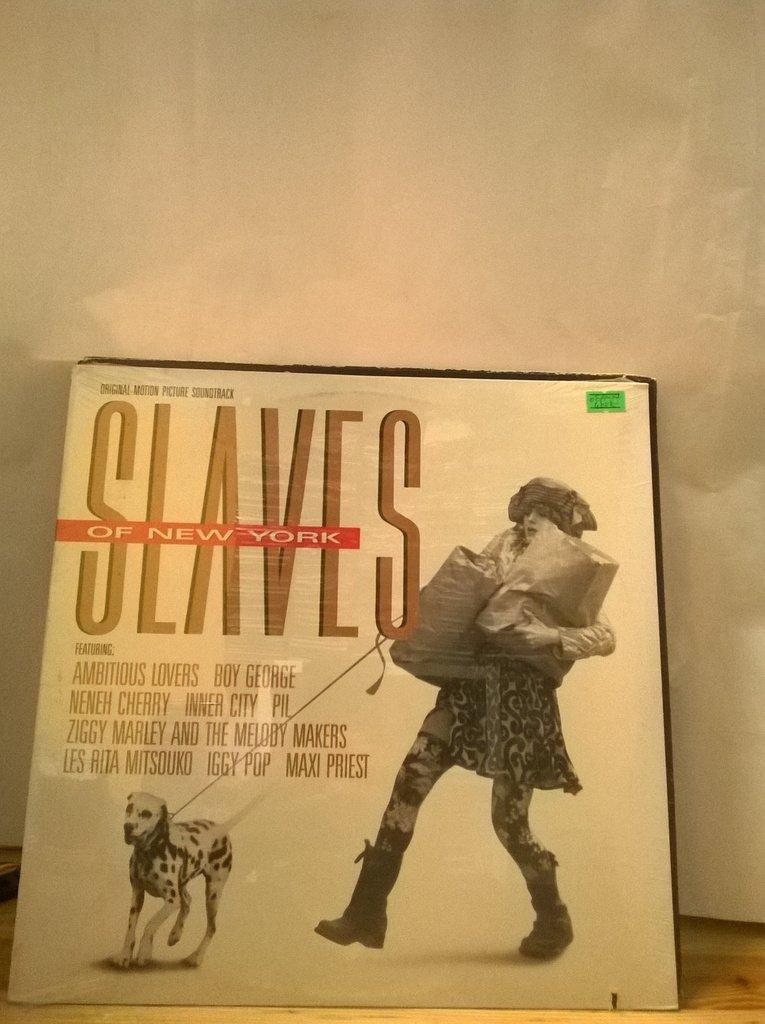 ORIGINAL MOTION PICTURE SOUNDTRACK
SLAVES
OF NEW YORK
FEATURING:
AMBITIOUS LOVERS BOY GEORGE
NENEH CHERRY INNER CITY PIL
ZIGGY MARLEY AND THE MELODY MAKERS
LES RITA MITSOUKO IGGY POP MAXI PRIEST